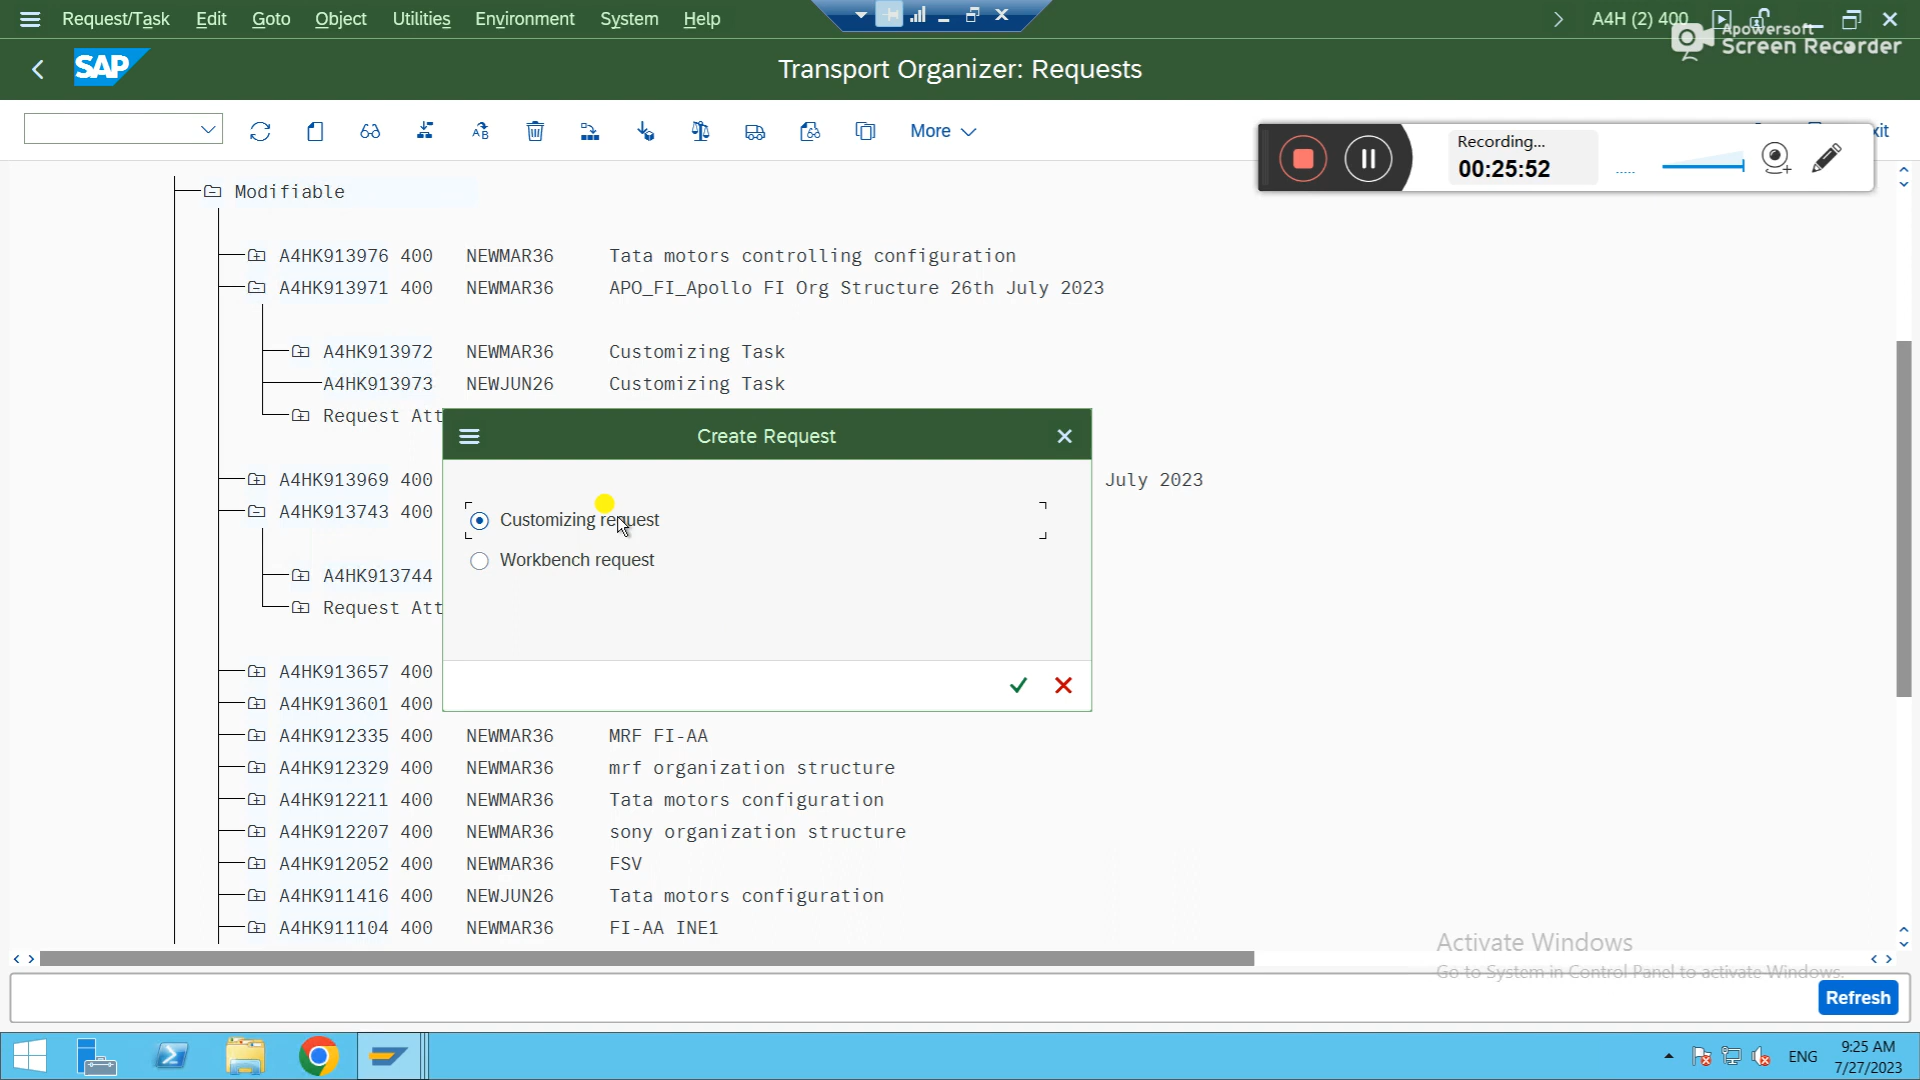 Request/Task Edit Goto Object Utilities Environment System Help A4H (2) 400
Apowersoft
Screen Recorder
SAP Transport Organizer: Requests
More
xit
Recording...
00:25:52
Modifiable
A4HK913976 400 NEWMAR36 Tata motors controlling configuration
A4HK913971 400 NEWMAR36 APO_FI_Apollo FI Org Structure 26th July 2023
A4HK913972 NEWMAR36 Customizing Task
A4HK913973 NEWJUN26 Customizing Task
Request Att
Create Request
A4HK913969 400 July 2023
A4HK913743 400
Customizing request
Workbench request
A4HK913744
Request Att
A4HK913657 400
A4HK913601 400
A4HK912335 400 NEWMAR36 MRF FI-AA
A4HK912329 400 NEWMAR36 mrf organization structure
A4HK912211 400 NEWMAR36 Tata motors configuration
A4HK912207 400 NEWMAR36 sony organization structure
A4HK912052 400 NEWMAR36 FSV
A4HK911416 400 NEWJUN26 Tata motors configuration
A4HK911104 400 NEWMAR36 FI-AA INE1
Activate Windows
Go to System in Control Panel to activate Windows.
Refresh
ENG
9:25 AM
7/27/2023